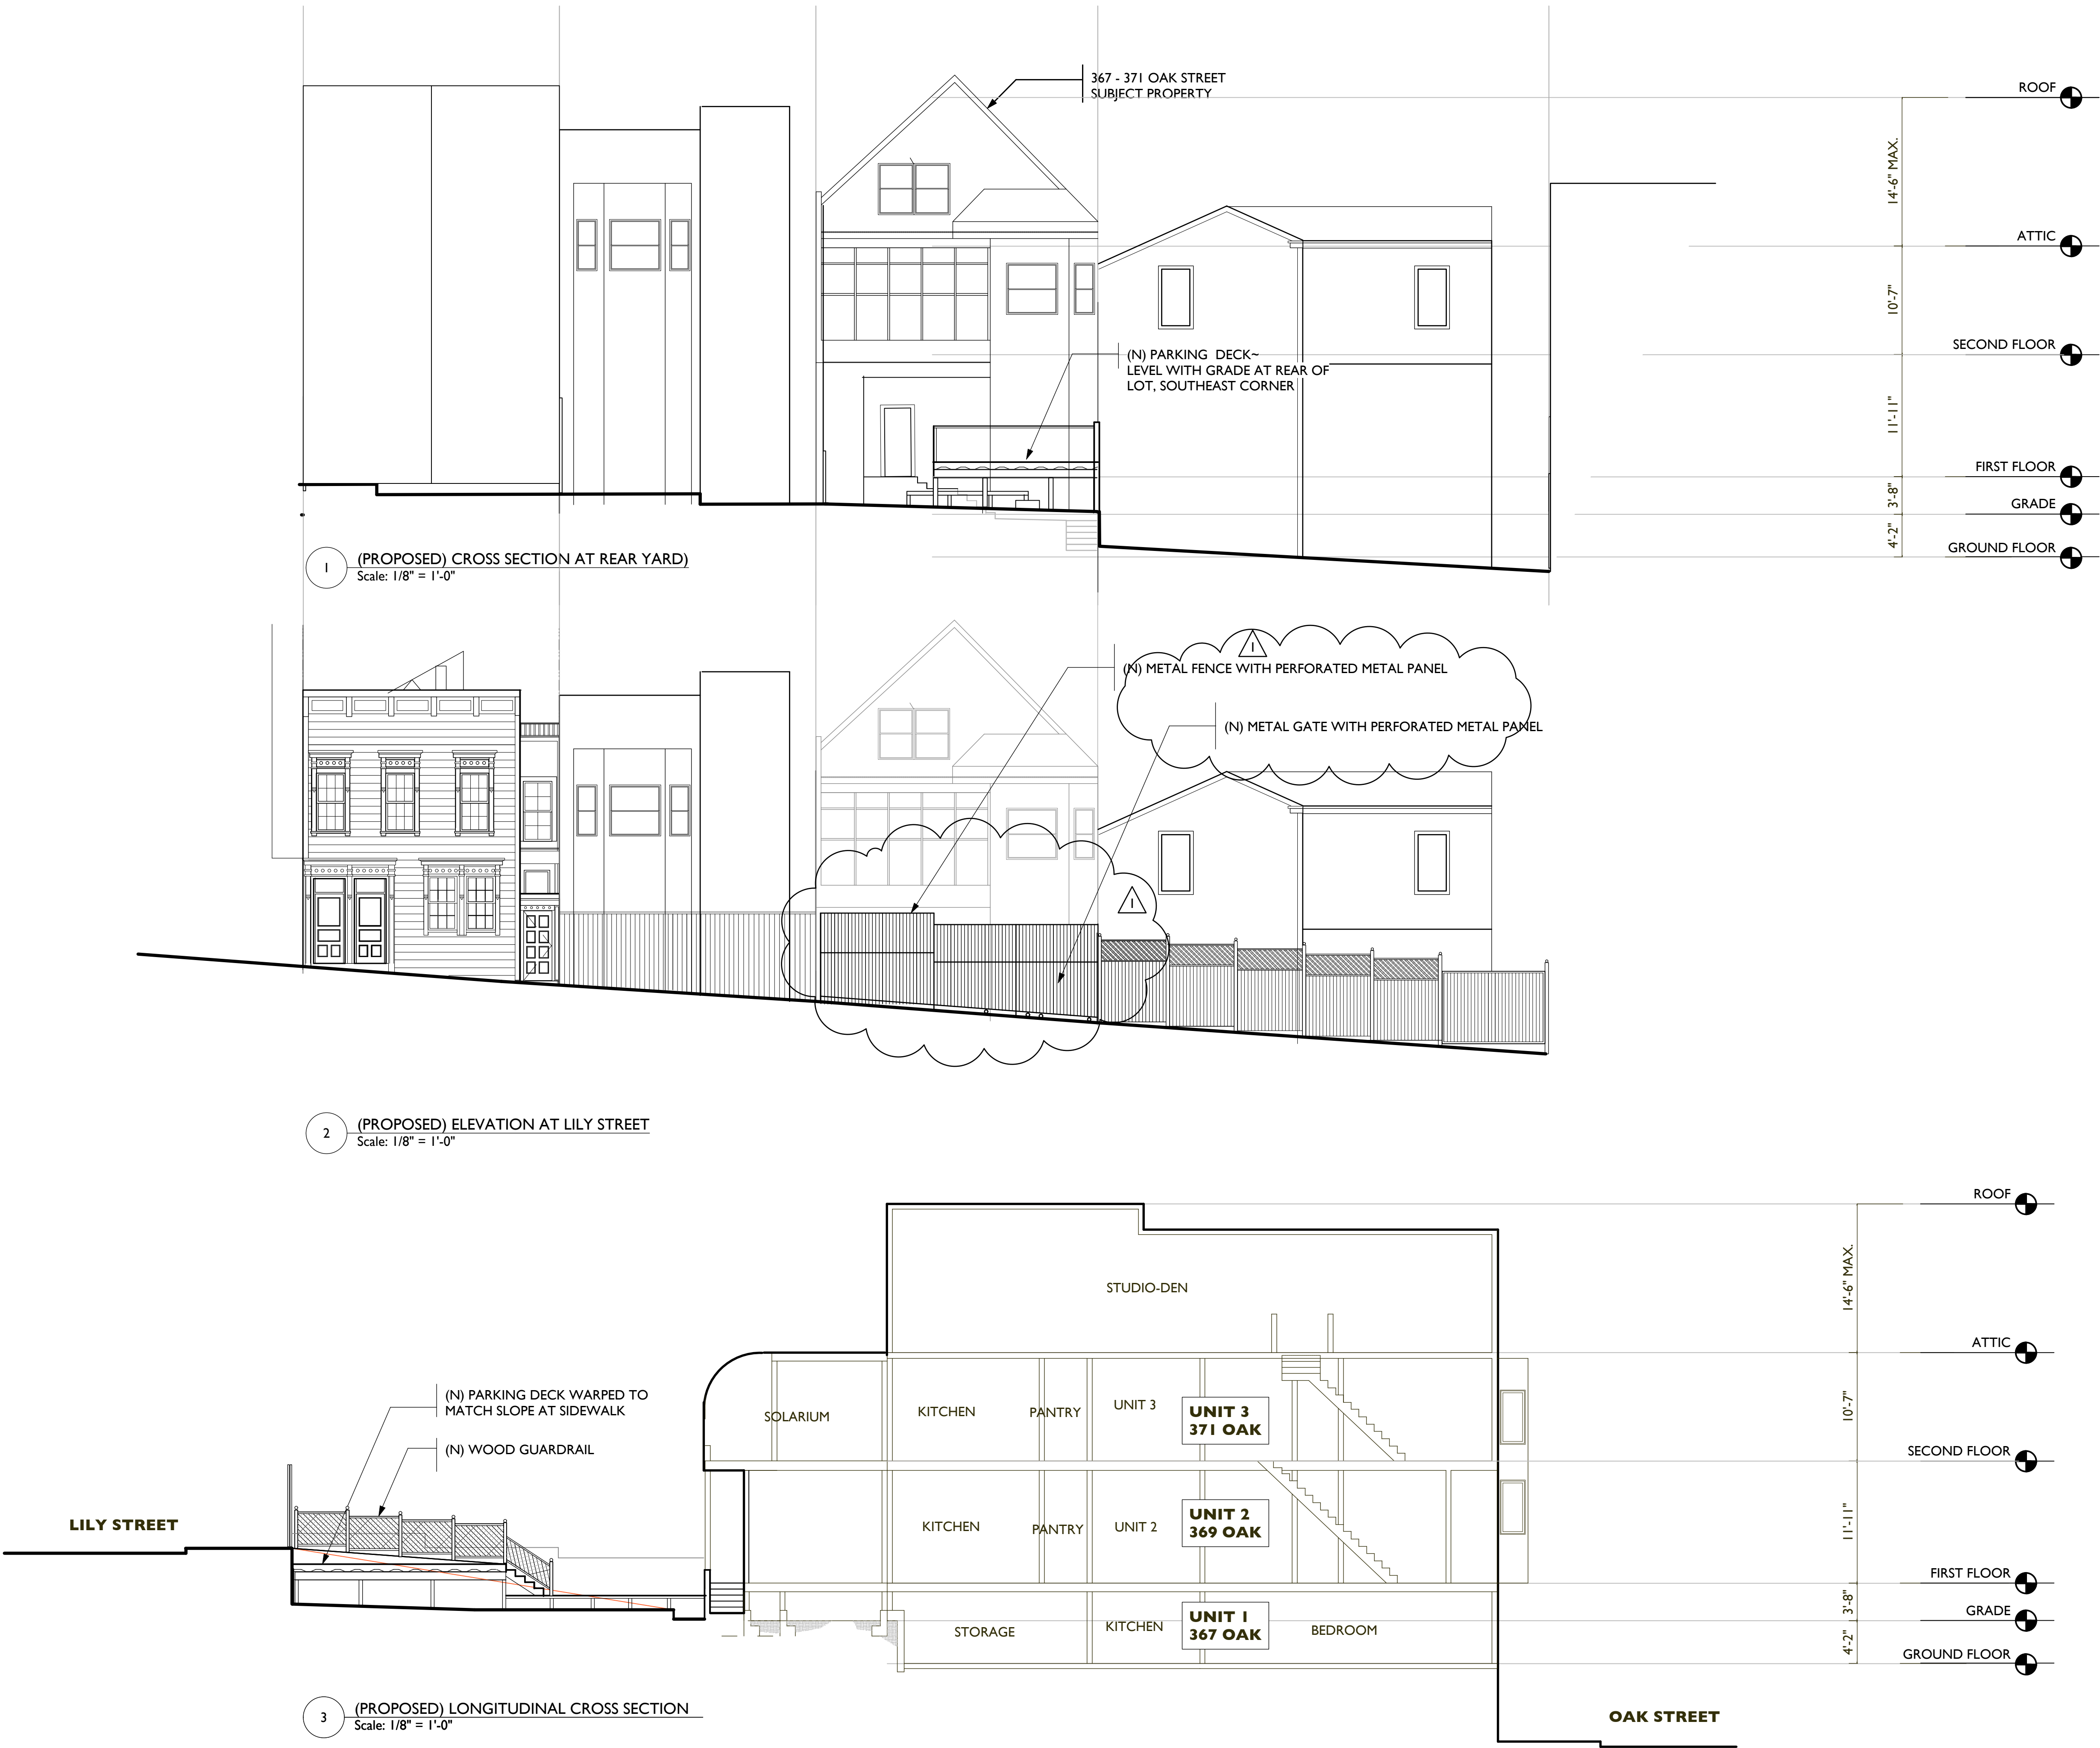 367 - 371 OAK STREET
SUBJECT PROPERTY
ROOF
14'-6" MAX.
ATTIC
10'-7"
SECOND FLOOR
(N) PARKING DECK~
LEVEL WITH GRADE AT REAR OF
LOT, SOUTHEAST CORNER
11'-11"
FIRST FLOOR
3'-8"
GRADE
4'-2"
GROUND FLOOR
1
(PROPOSED) CROSS SECTION AT REAR YARD)
Scale: 1/8" = 1'-0"
1
(N) METAL FENCE WITH PERFORATED METAL PANEL
(N) METAL GATE WITH PERFORATED METAL PANEL
1
2
(PROPOSED) ELEVATION AT LILY STREET
Scale: 1/8" = 1'-0"
ROOF
14'-6" MAX.
STUDIO-DEN
ATTIC
(N) PARKING DECK WARPED TO
MATCH SLOPE AT SIDEWALK
(N) WOOD GUARDRAIL
SOLARIUM
KITCHEN
PANTRY
UNIT 3
UNIT 3
371 OAK
10'-7"
SECOND FLOOR
LILY STREET
KITCHEN
PANTRY
UNIT 2
UNIT 2
369 OAK
11'-11"
FIRST FLOOR
3'-8"
GRADE
STORAGE
KITCHEN
UNIT 1
367 OAK
BEDROOM
4'-2"
GROUND FLOOR
3
(PROPOSED) LONGITUDINAL CROSS SECTION
Scale: 1/8" = 1'-0"
OAK STREET